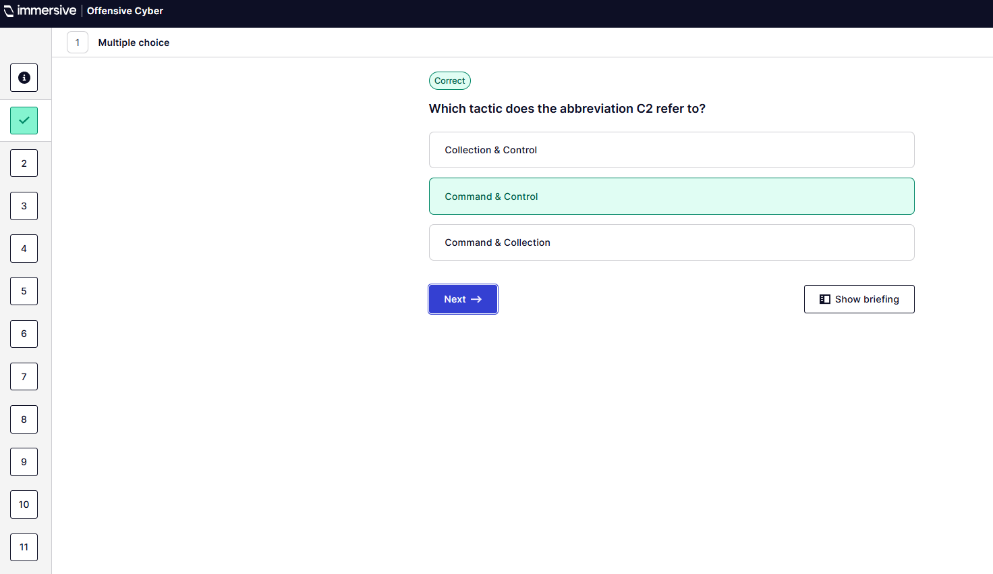 immersive | Offensive Cyber
1 Multiple choice
Correct
Which tactic does the abbreviation C2 refer to?
Collection & Control
Command & Control
Command & Collection
Next →
Show briefing
2
3
4
5
6
7
8
9
10
11